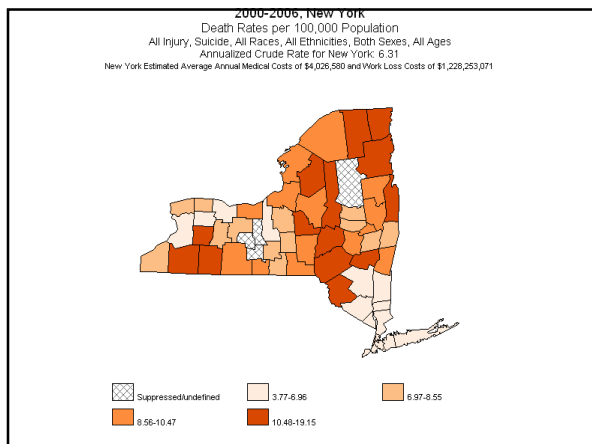 2000-2006, New York
Death Rates per 100,000 Population
All Injury, Suicide, All Races, All Ethnicities, Both Sexes, All Ages
Annualized Crude Rate for New York: 6.31
New York Estimated Average Annual Medical Costs of $4,026,580 and Work Loss Costs of $1,228,253,071
Suppressed/undefined
3.77-6.96
6.97-8.55
8.56-10.47
10.48-19.15